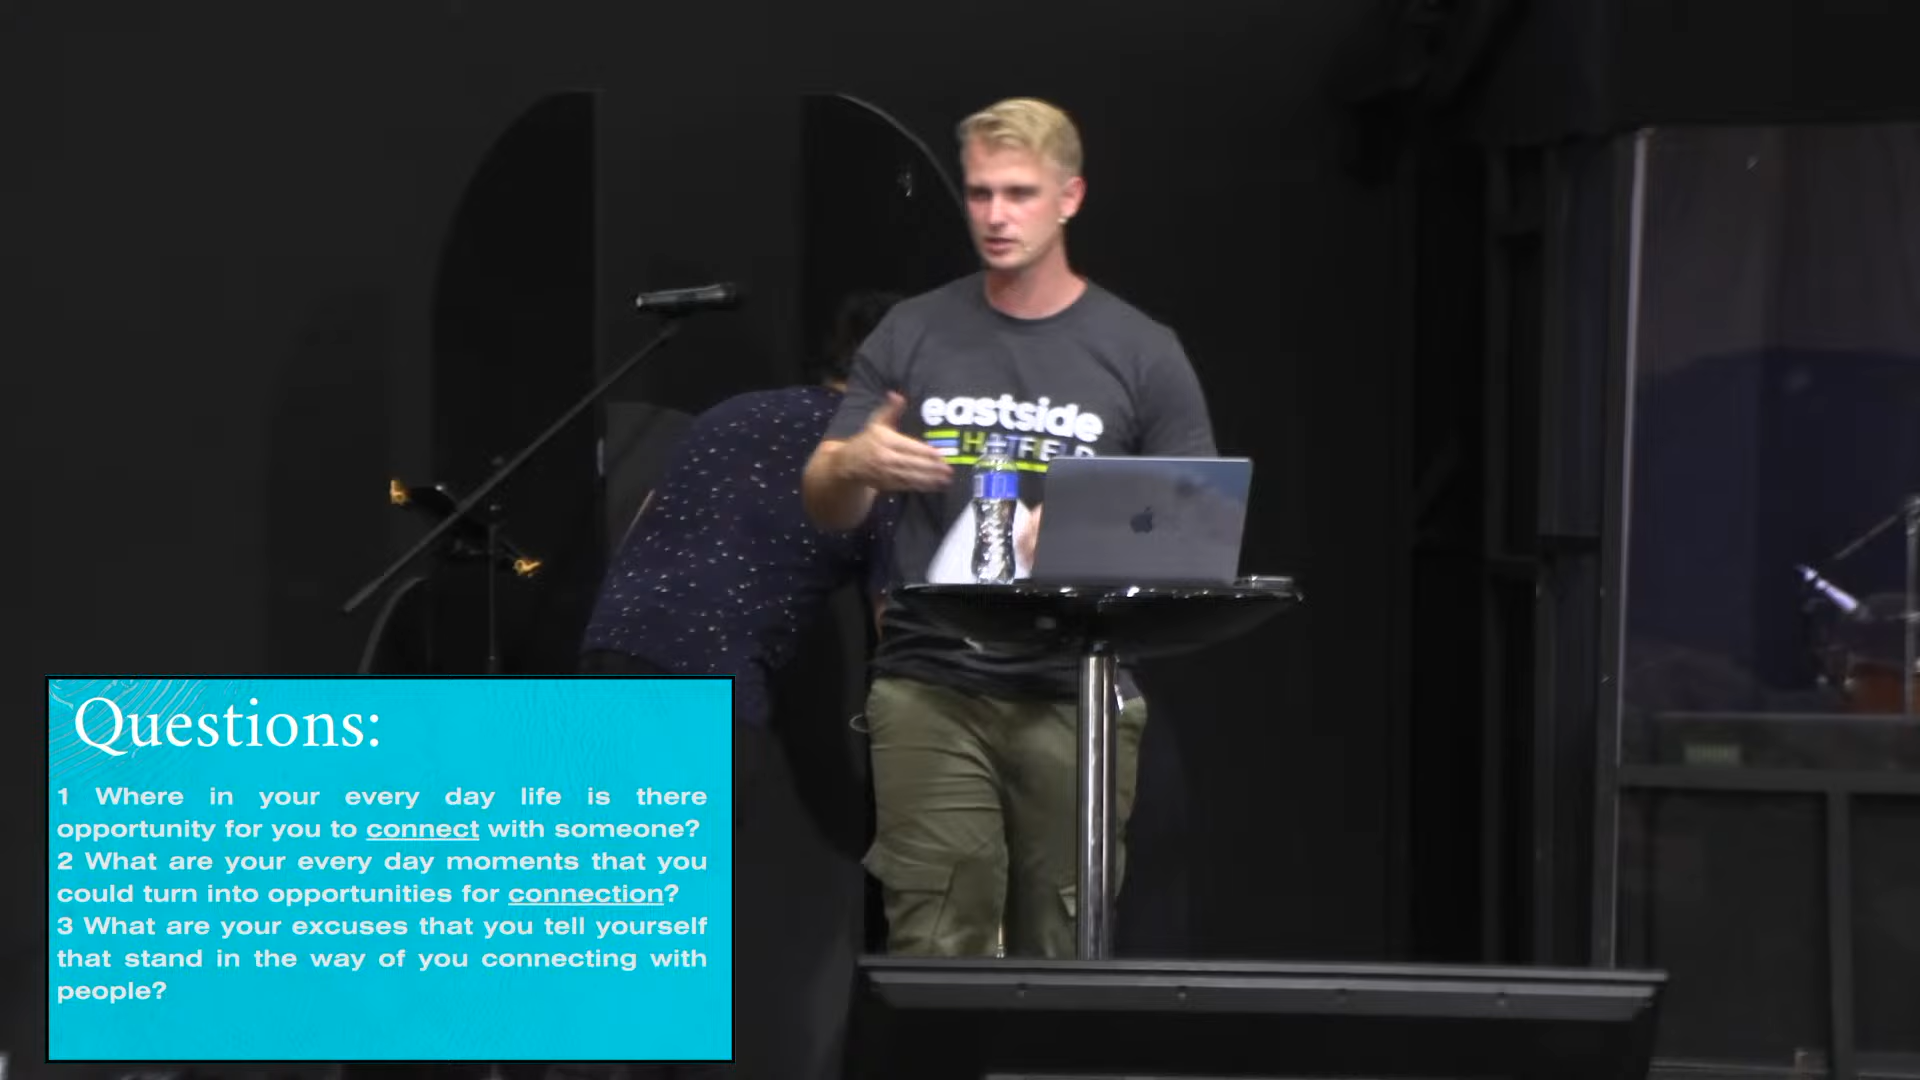 eastside
HATFIELD
Questions:
1 Where in your every day life is there
opportunity for you to connect with someone?
2 What are your every day moments that you
could turn into opportunities for connection?
3 What are your excuses that you tell yourself
that stand in the way of you connecting with
people?